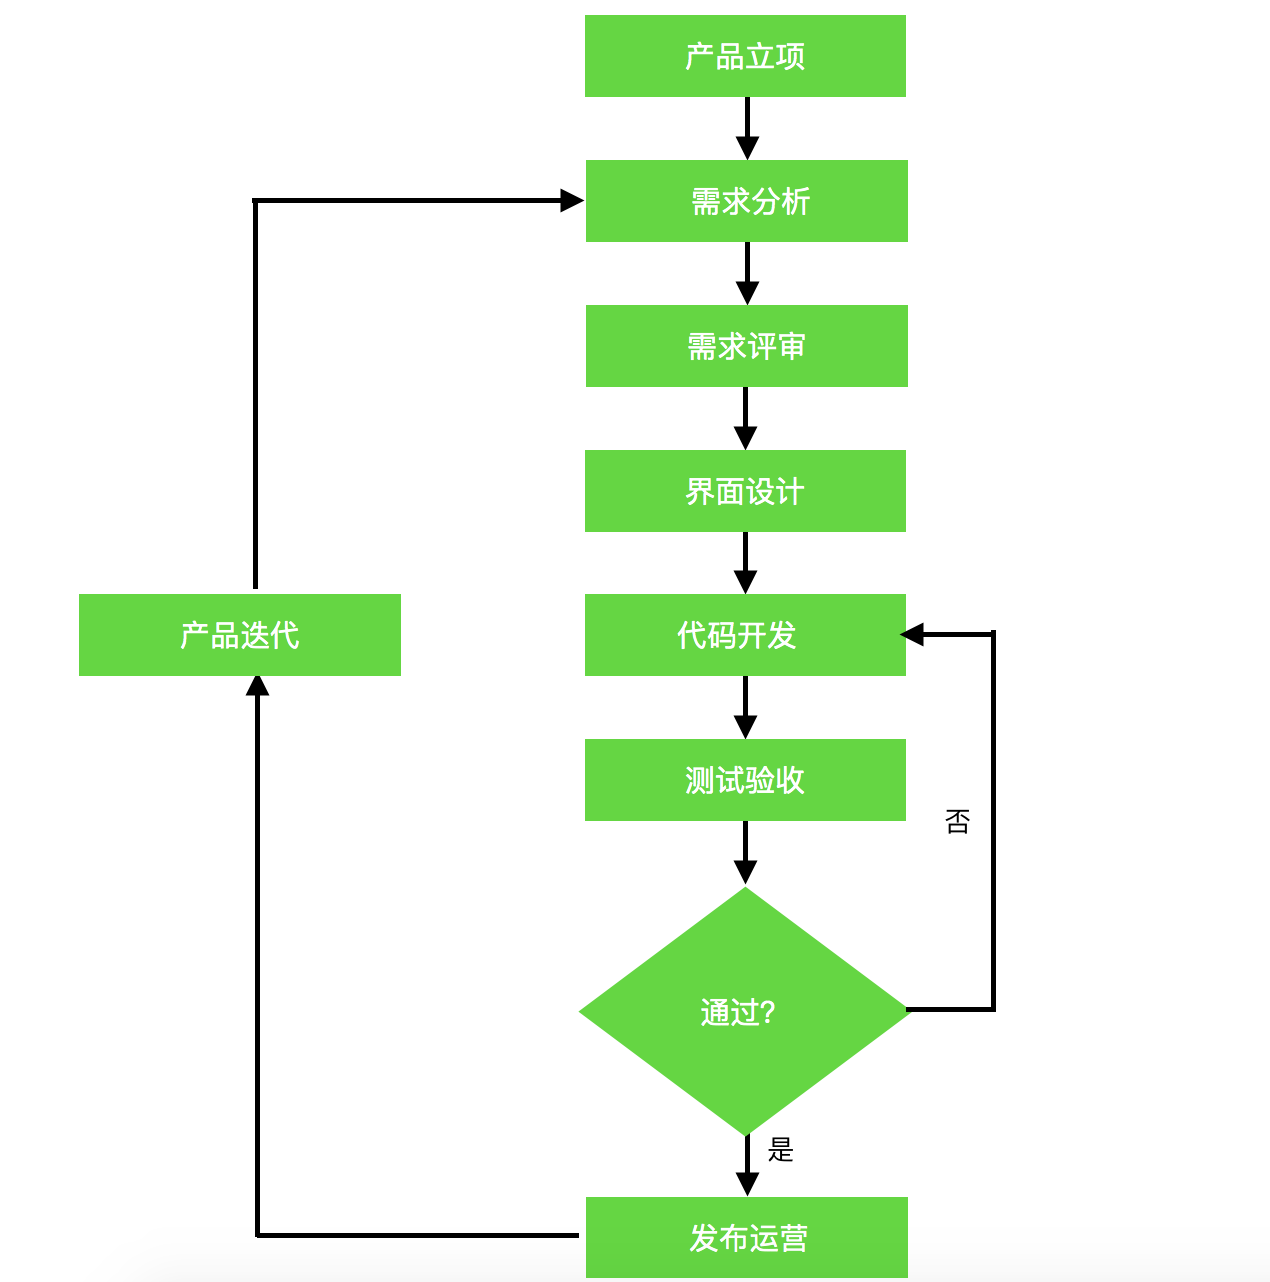 产品立项
需求分析
需求评审
界面设计
产品迭代
代码开发
测试验收
否
通过?
是
发布运营